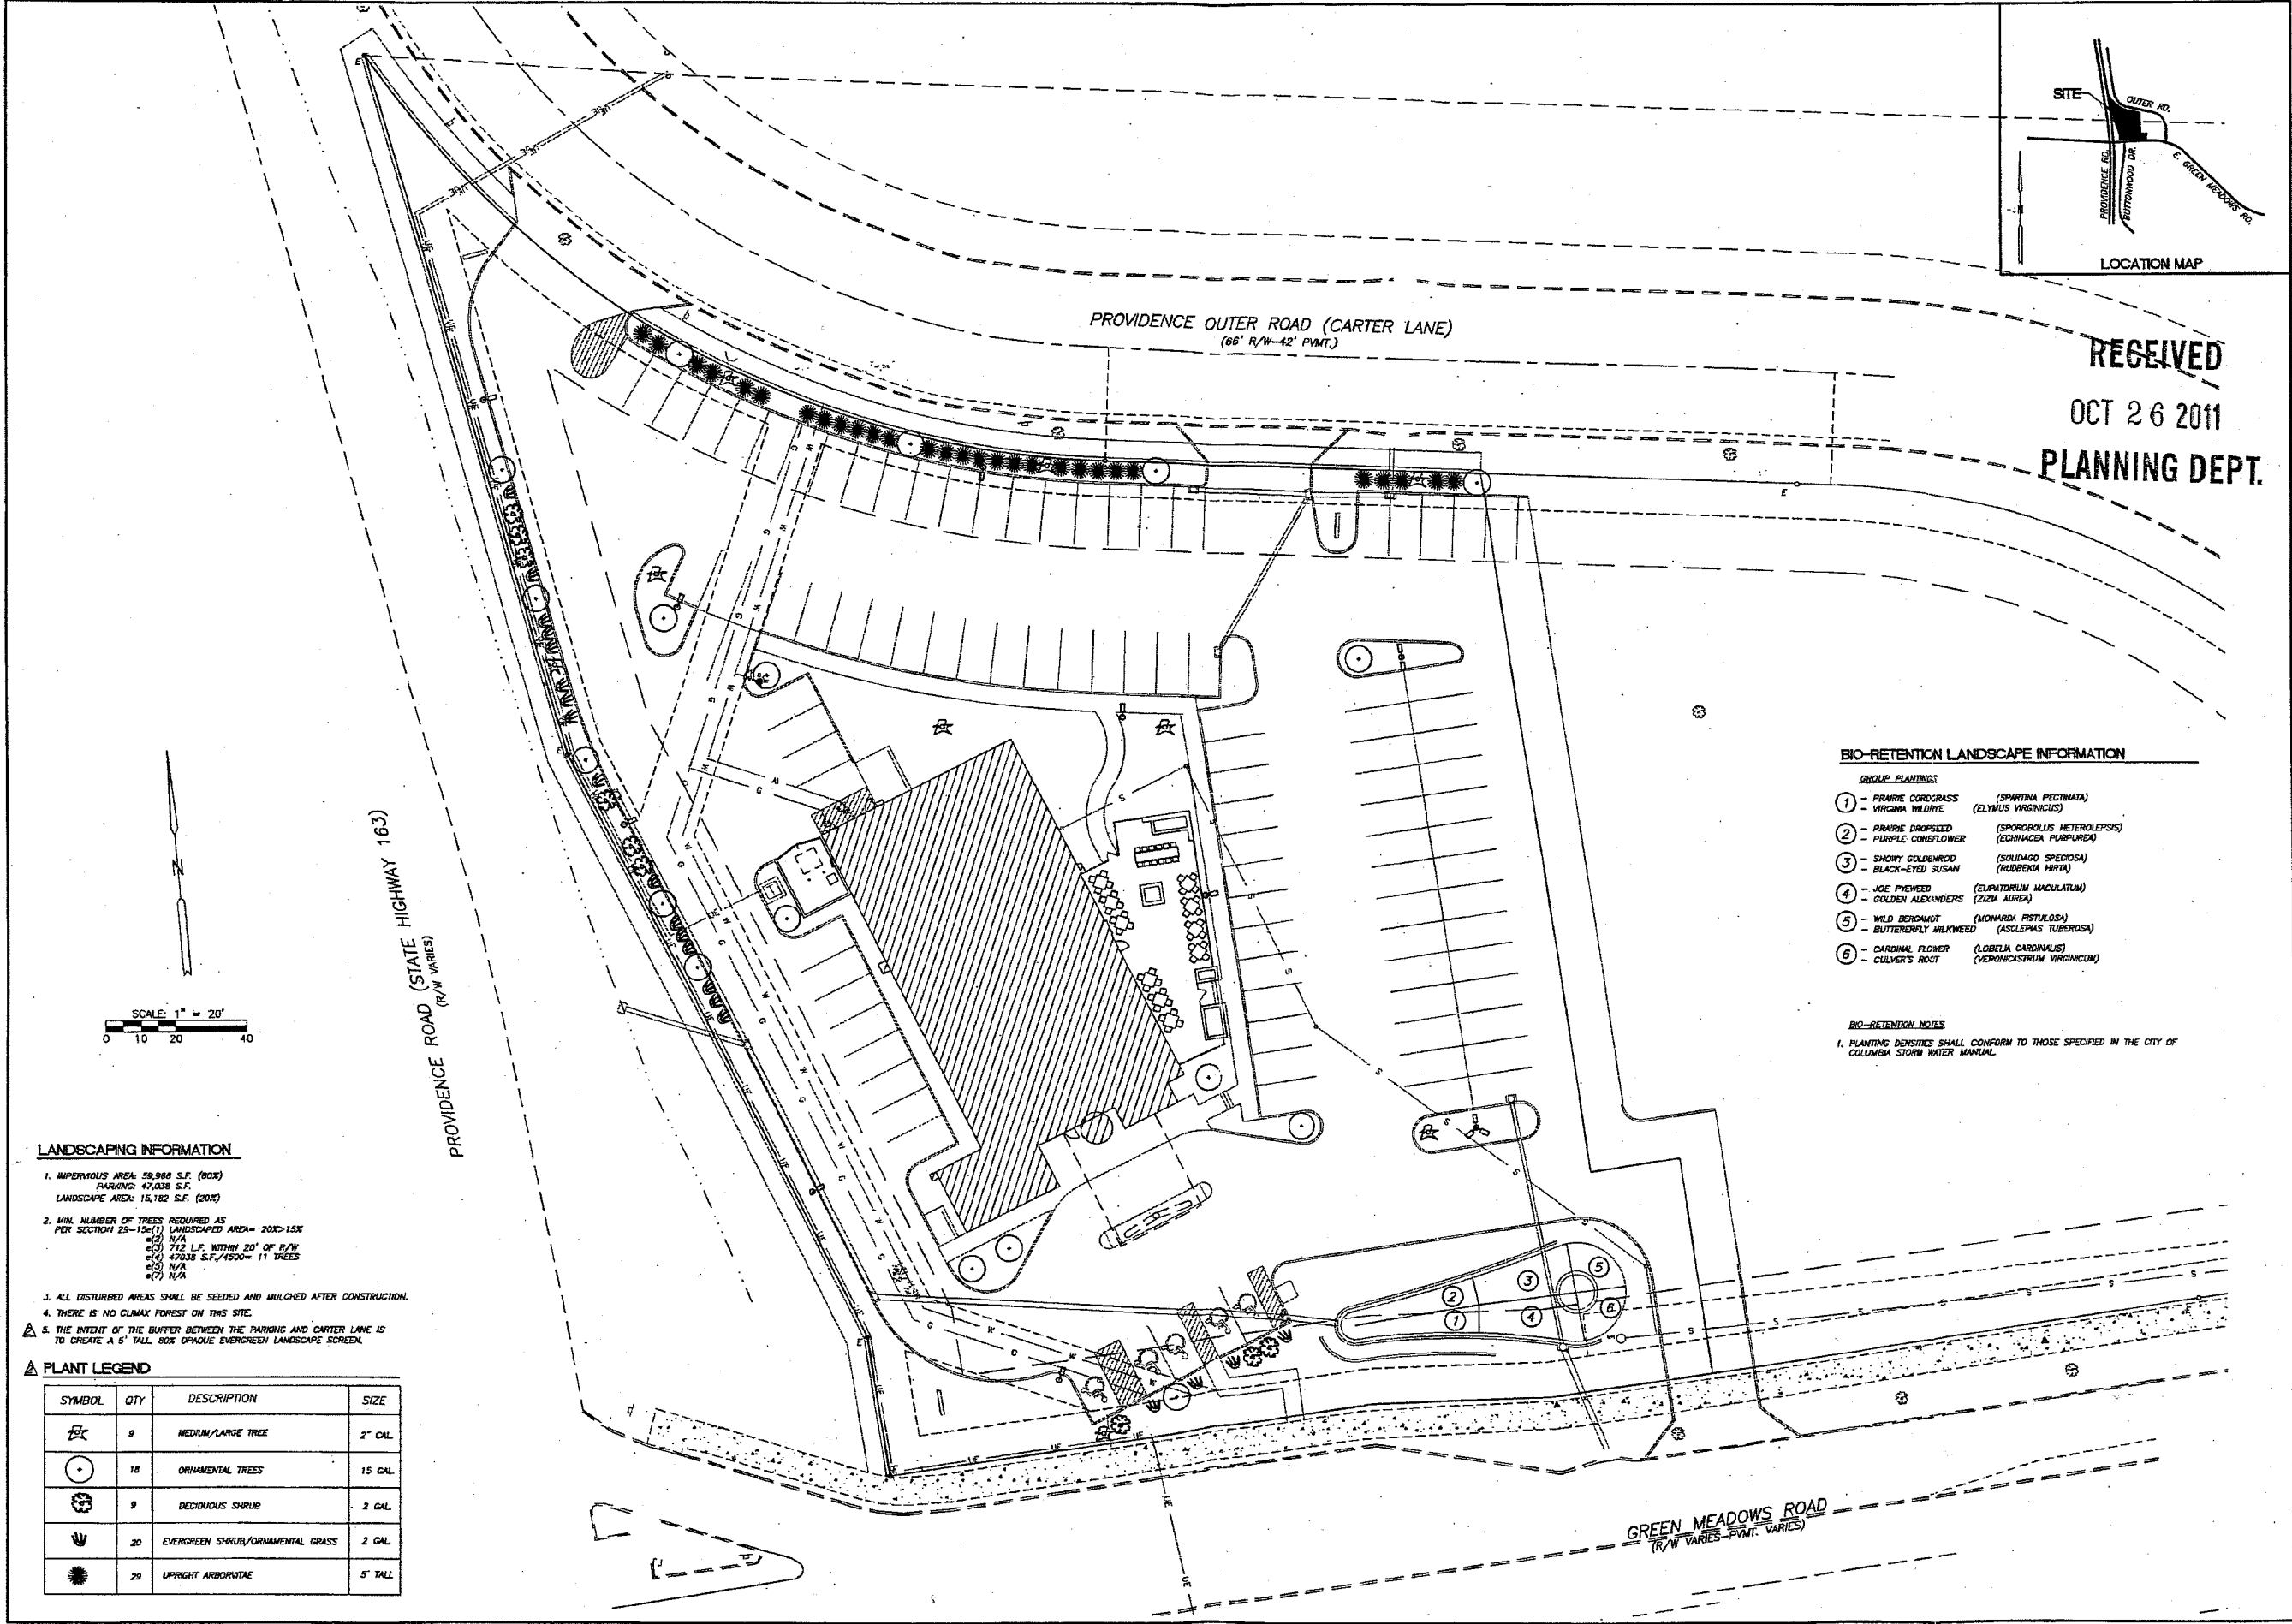 SITE
OUTER RD.
PROVIDENCE RD.
BUTTONWOOD DR.
E. GREEN MEADOWS RD.
LOCATION MAP
PROVIDENCE OUTER ROAD (CARTER LANE)
(66' R/W-42' PVMT.)
RECEIVED
OCT 26 2011
PLANNING DEPT.
BIO-RETENTION LANDSCAPE INFORMATION
GROUP PLANTINGS
1 - PRAIRIE CORDGRASS (SPARTINA PECTINATA)
- VIRGINIA WILDRYE (ELYMUS VIRGINICUS)
2 - PRAIRIE DROPSEED (SPOROBOLUS HETEROLEPSIS)
- PURPLE CONEFLOWER (ECHINACEA PURPUREA)
3 - SHOWY GOLDENROD (SOLIDAGO SPECIOSA)
- BLACK-EYED SUSAN (RUDBEKIA HIRTA)
4 - JOE PYEWEED (EUPATORIUM MACULATUM)
- GOLDEN ALEXANDERS (ZIZIA AUREA)
5 - WILD BERGAMOT (MONARDA FISTULOSA)
- BUTTERERFLY MILKWEED (ASCLEPIAS TUBEROSA)
6 - CARDINAL FLOWER (LOBELIA CARDINALIS)
- CULVER'S ROOT (VERONICASTRUM VIRGINICUM)
BIO-RETENTION NOTES
1. PLANTING DENSITIES SHALL CONFORM TO THOSE SPECIFIED IN THE CITY OF
COLUMBIA STORM WATER MANUAL.
N
SCALE: 1" = 20'
0 10 20 40
PROVIDENCE ROAD (STATE HIGHWAY 163)
(R/W VARIES)
LANDSCAPING INFORMATION
1. IMPERVIOUS AREA: 59,966 S.F. (80%)
PARKING: 47,038 S.F.
LANDSCAPE AREA: 15,182 S.F. (20%)
2. MIN. NUMBER OF TREES REQUIRED AS
PER SECTION 29-15e(1) LANDSCAPED AREA= 20%>15%
e(2) N/A
e(3) 712 L.F. WITHIN 20' OF R/W
e(4) 47038 S.F./4500= 11 TREES
e(5) N/A
e(7) N/A
3. ALL DISTURBED AREAS SHALL BE SEEDED AND MULCHED AFTER CONSTRUCTION.
4. THERE IS NO CLIMAX FOREST ON THIS SITE.
5. THE INTENT OF THE BUFFER BETWEEN THE PARKING AND CARTER LANE IS
TO CREATE A 5' TALL, 80% OPAQUE EVERGREEN LANDSCAPE SCREEN.
PLANT LEGEND
SYMBOL QTY DESCRIPTION SIZE
9 MEDIUM/LARGE TREE 2" CAL.
18 ORNAMENTAL TREES 15 GAL.
9 DECIDUOUS SHRUB 2 GAL.
20 EVERGREEN SHRUB/ORNAMENTAL GRASS 2 GAL.
29 UPRIGHT ARBORVITAE 5' TALL
1
2
3
4
5
6
GREEN MEADOWS ROAD
(R/W VARIES-PVMT. VARIES)